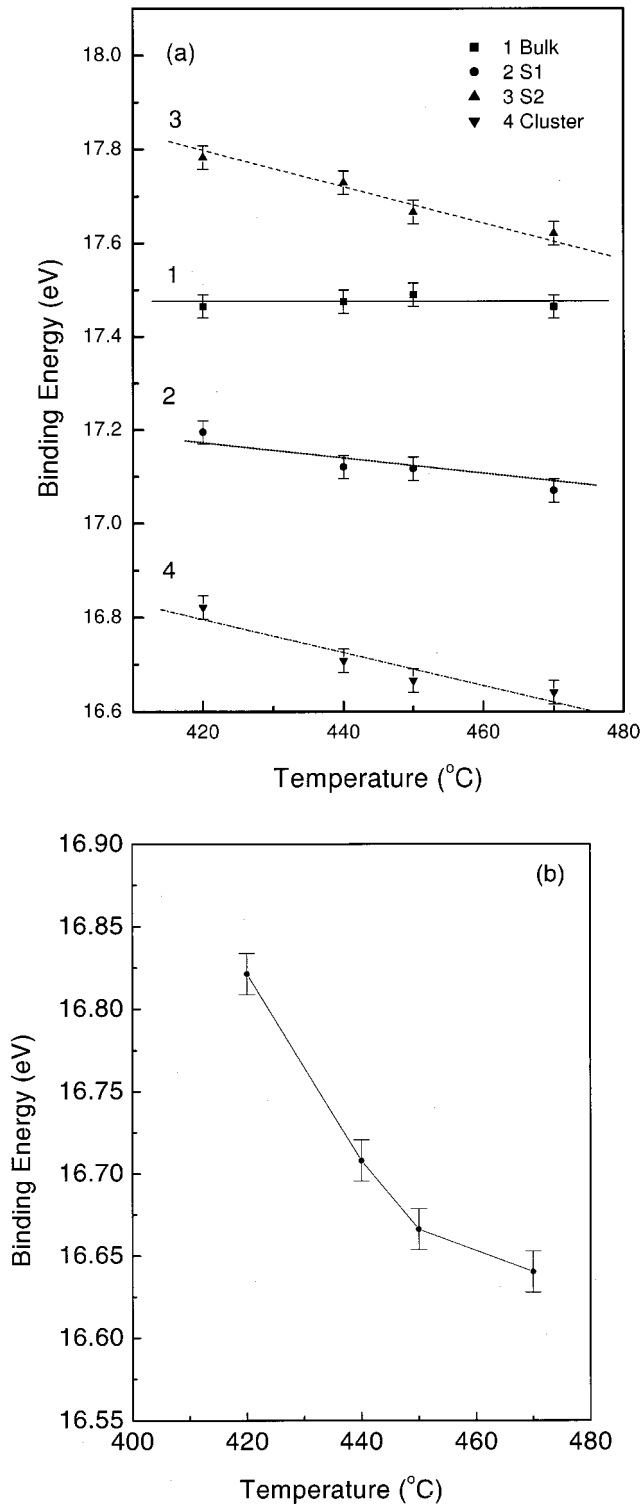 (a)
1 Bulk
2 S1
3 S2
4 Cluster
18.0
17.8
17.6
17.4
17.2
17.0
16.8
16.6
3
1
2
4
Binding Energy (eV)
420
440
460
480
Temperature (°C)
(b)
16.90
16.85
16.80
16.75
16.70
16.65
16.60
16.55
Binding Energy (eV)
400
420
440
460
480
Temperature (°C)